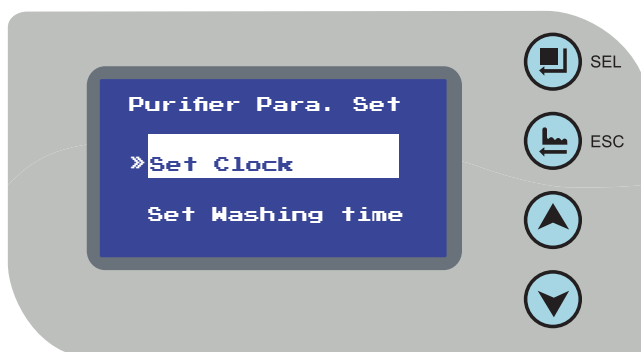 Purifier Para. Set
»Set Clock
Set Washing time
SEL
ESC